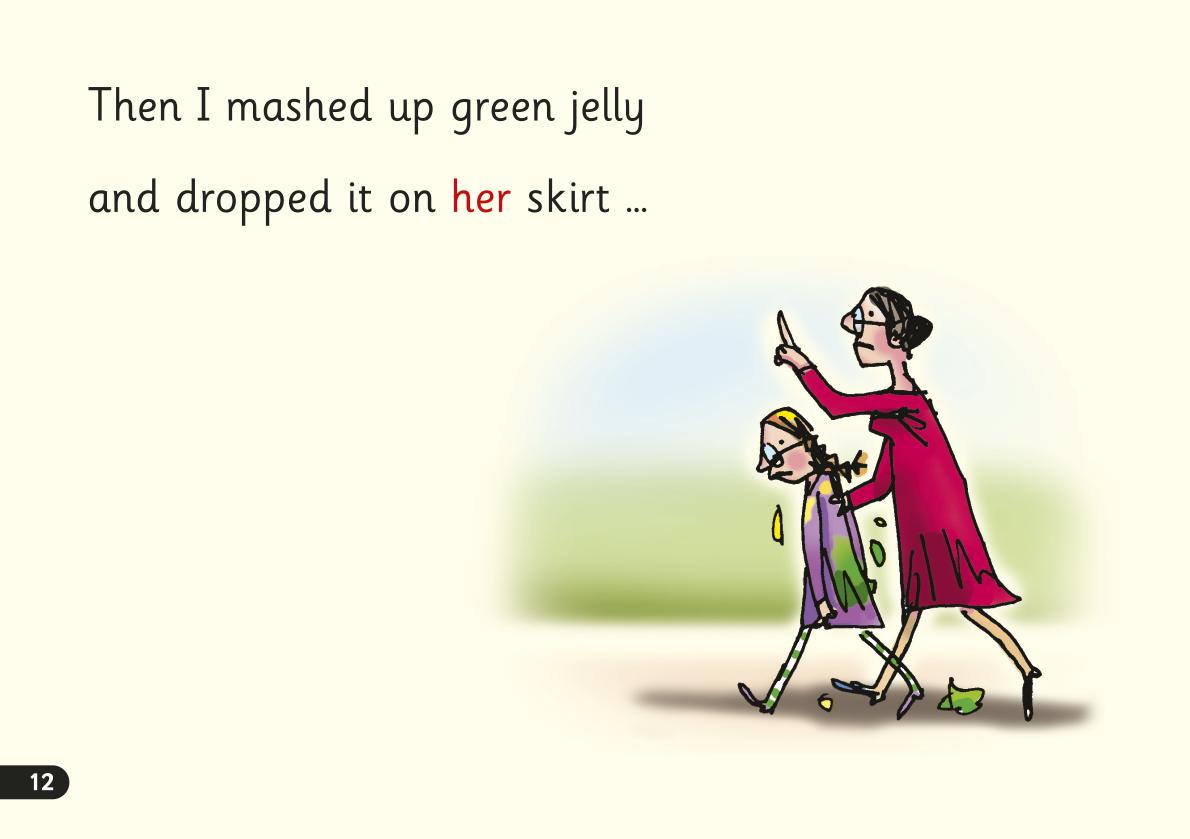 Then I mashed up green jelly
and dropped it on her skirt ...
12